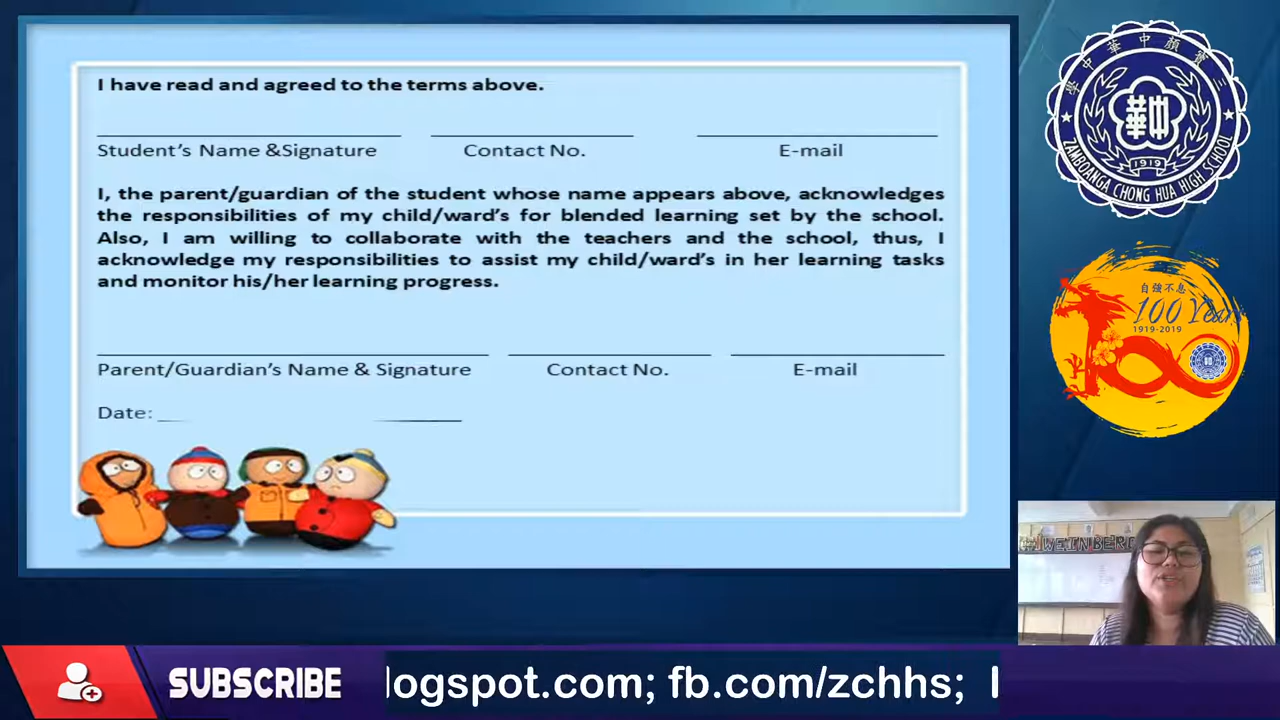 I have read and agreed to the terms above.
Student's Name &Signature
Contact No.
E-mail
I, the parent/guardian of the student whose name appears above, acknowledges
the responsibilities of my child/ward's for blended learning set by the school.
Also, I am willing to collaborate with the teachers and the school, thus, I
acknowledge my responsibilities to assist my child/ward's in her learning tasks
and monitor his/her learning progress.
Parent/Guardian's Name & Signature
Contact No.
E-mail
Date:
ZAMBOANGA CHONG HUA HIGH SCHOOL
1919
自強不息
100 Years
1919-2019
WEINBERG
SUBSCRIBE
logspot.com; fb.com/zchhs;